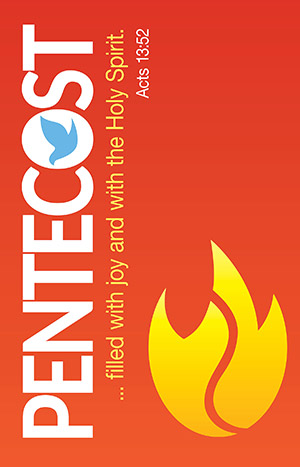 PENTECOST
... filled with joy and with the Holy Spirit.
Acts 13:52